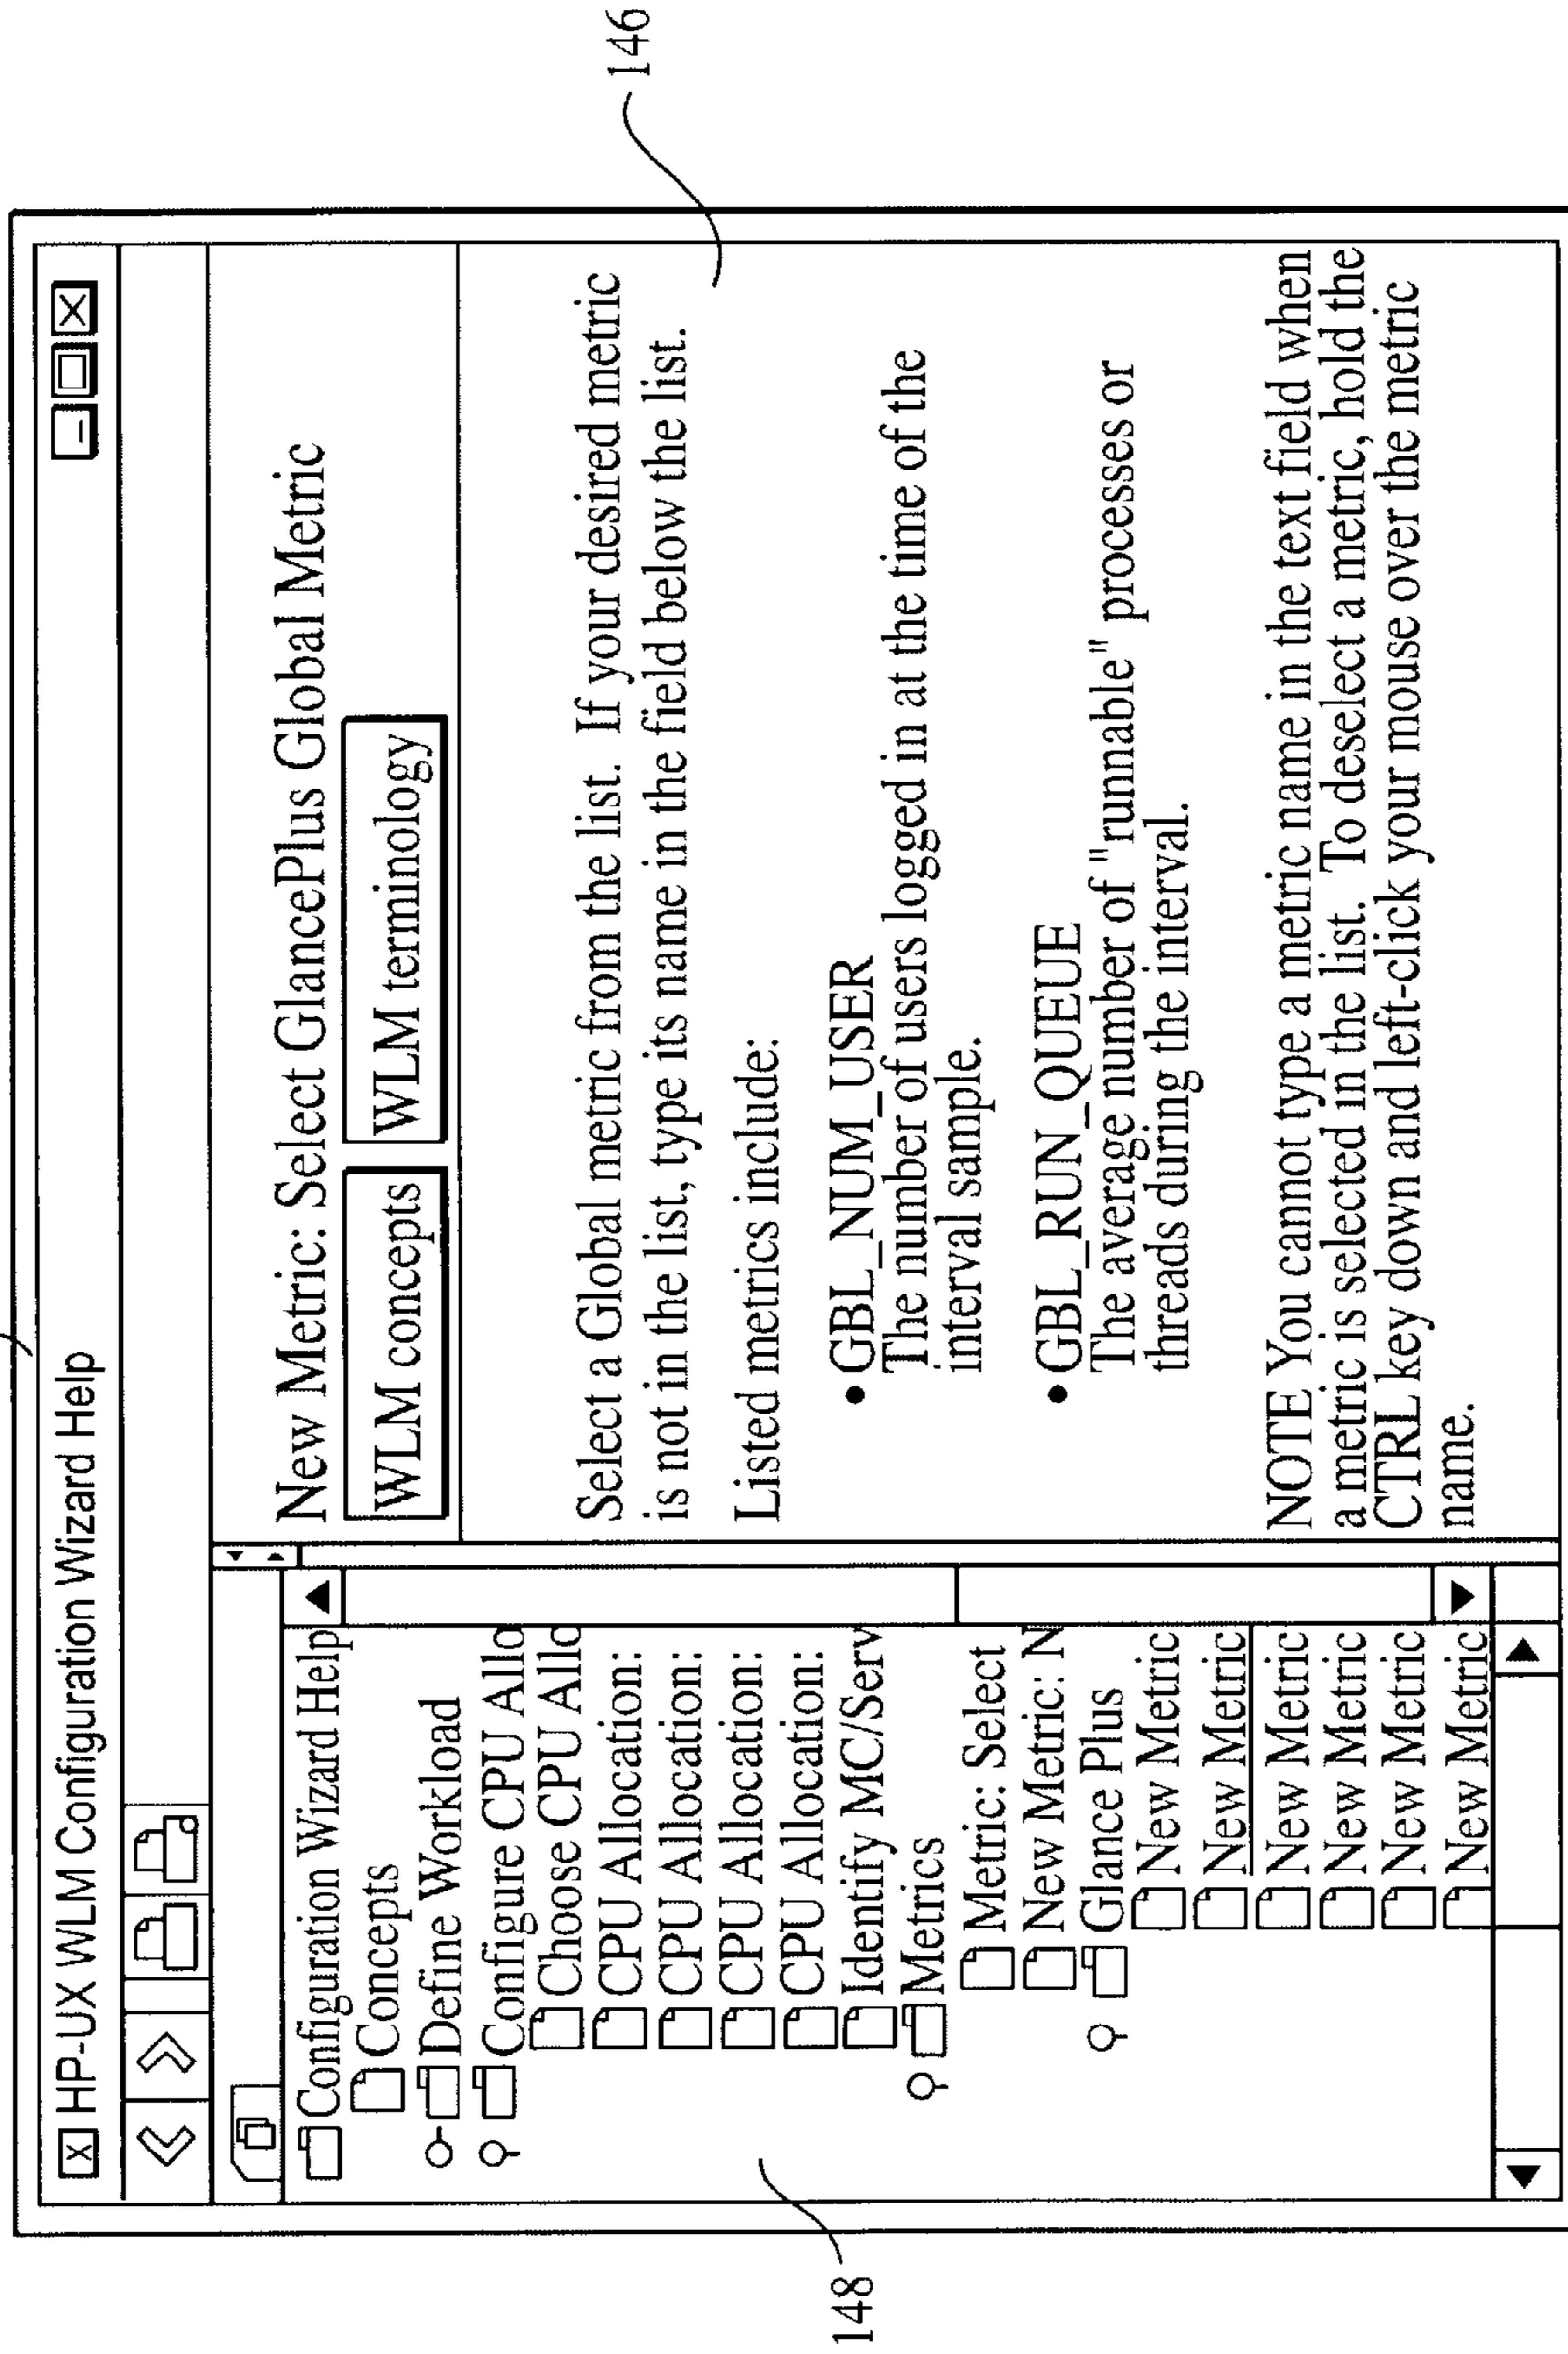 HP-UX WLM Configuration Wizard Help
Configuration Wizard Help
Concepts
Define Workload
Configure CPU Allo
Choose CPU Allo
CPU Allocation:
CPU Allocation:
CPU Allocation:
CPU Allocation:
Identify MC/Serv
Metrics
Metric: Select
New Metric: N
Glance Plus
New Metric
New Metric
New Metric
New Metric
New Metric
New Metric
148
New Metric: Select GlancePlus Global Metric
WLM concepts WLM terminology
Select a Global metric from the list. If your desired metric
is not in the list, type its name in the field below the list.
Listed metrics include:
• GBL_NUM_USER
The number of users logged in at the time of the
interval sample.
• GBL_RUN_QUEUE
The average number of "runnable" processes or
threads during the interval.
NOTE You cannot type a metric name in the text field when
a metric is selected in the list. To deselect a metric, hold the
CTRL key down and left-click your mouse over the metric
name.
146